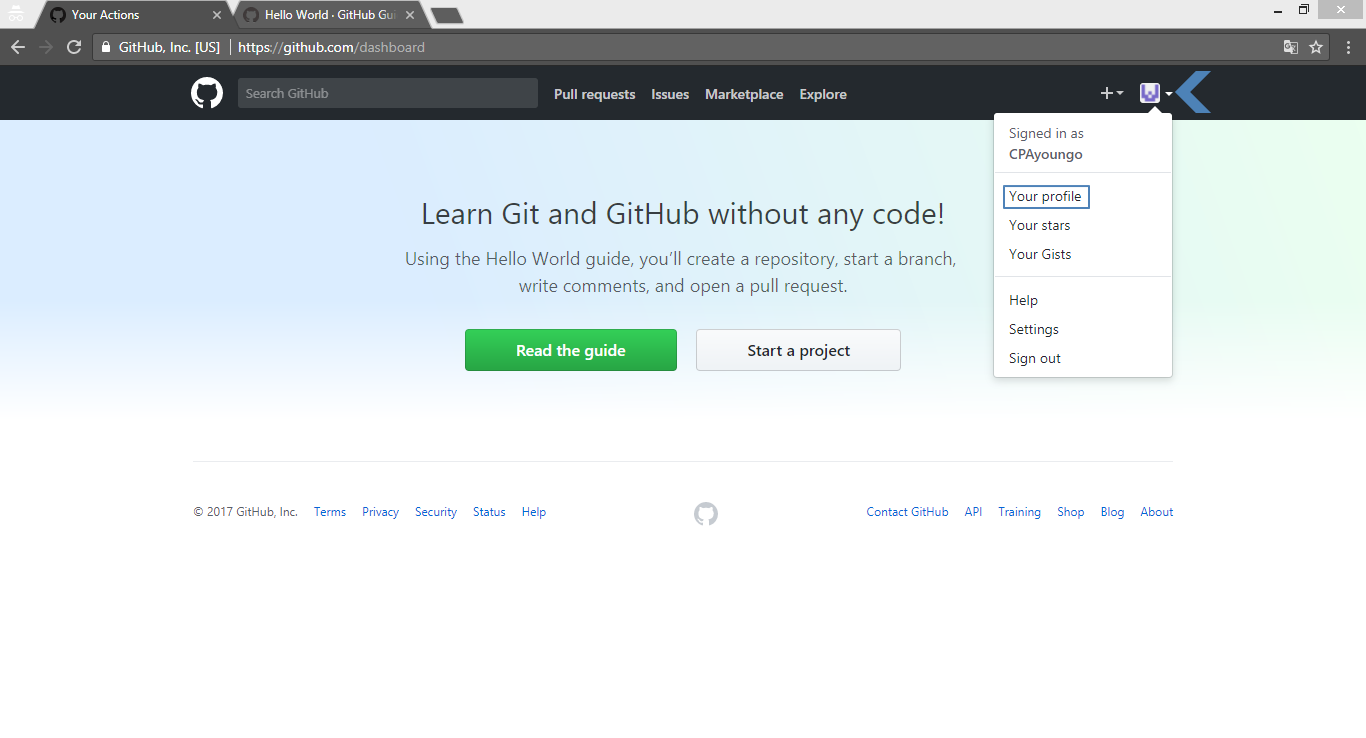 Your Actions
Hello World · GitHub Gui
GitHub, Inc. [US] https://github.com/dashboard
Search GitHub Pull requests Issues Marketplace Explore
Signed in as
CPAyoungo
Your profile
Your stars
Your Gists
Help
Settings
Sign out
Learn Git and GitHub without any code!
Using the Hello World guide, you’ll create a repository, start a branch,
write comments, and open a pull request.
Read the guide
Start a project
© 2017 GitHub, Inc. Terms Privacy Security Status Help Contact GitHub API Training Shop Blog About